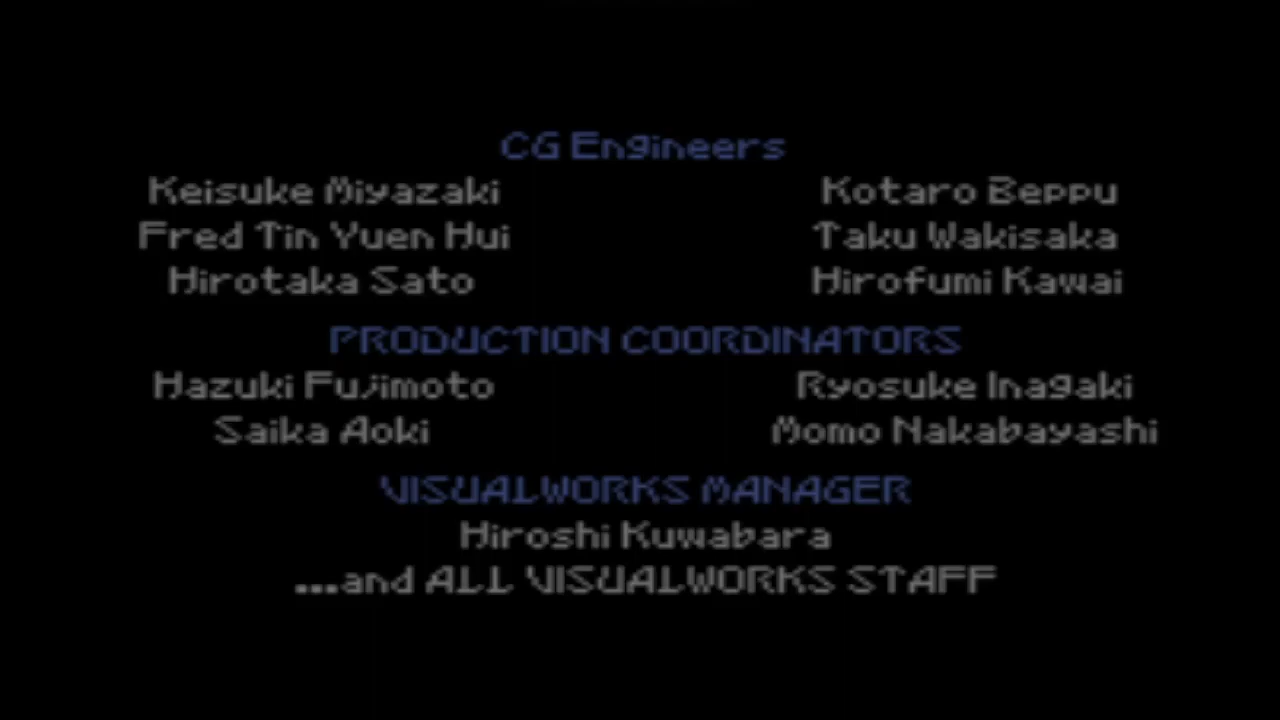 CG Engineers
Keisuke Miyazaki Kotaro Beppu
Fred Tin Yuen Hui Taku Wakisaka
Hirotaka Sato Hirofumi Kawai
PRODUCTION COORDINATORS
Hazuki Fujimoto Ryosuke Inagaki
Saika Aoki Momo Nakabayashi
VISUALWORKS MANAGER
Hiroshi Kuwabara
...and ALL VISUALWORKS STAFF